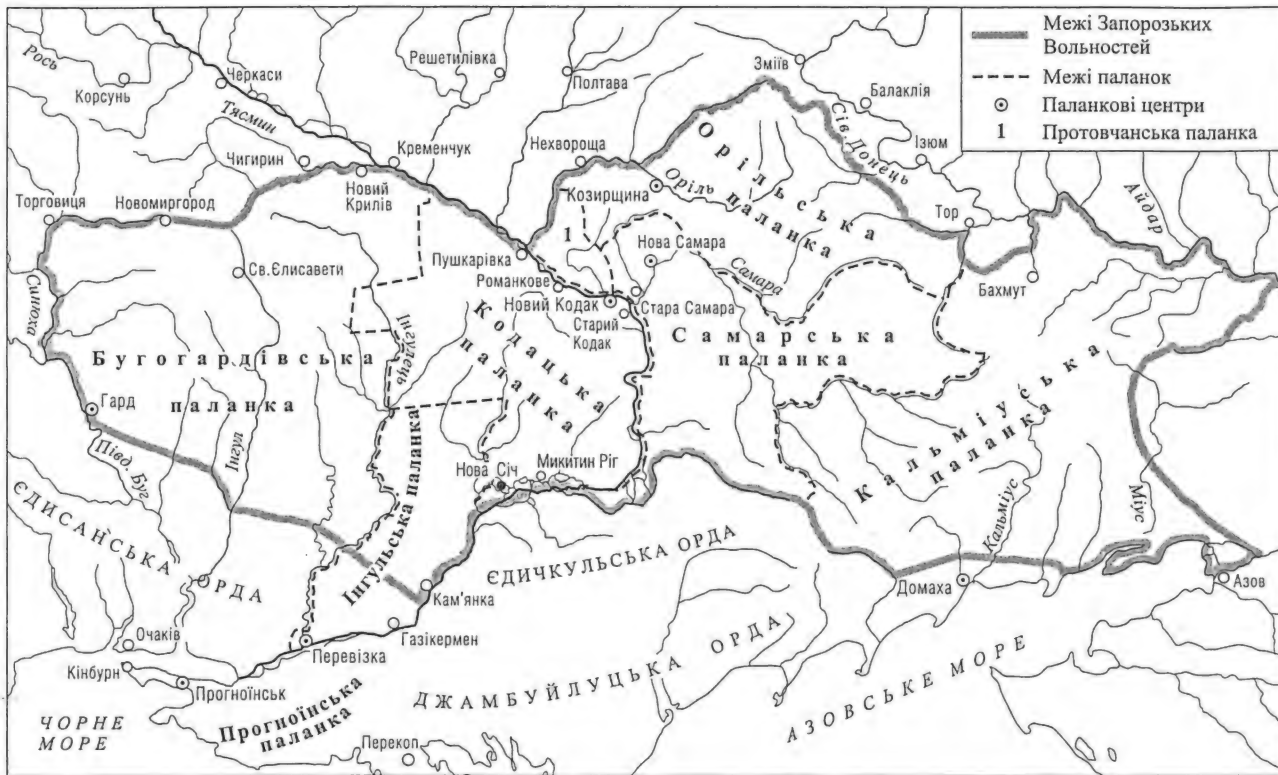 Межі Запорозьких
Вольностей
Межі паланок
Паланкові центри
1 Протовчанська паланка
Рось
Корсунь
Черкаси
Тясмин
Чигирин
Решетилівка
Полтава
Зміїв
Балаклія
Сів. Донець
Ізюм
Кременчук
Нехвороща
Новий
Крилів
Козирщина
Оріль
Орільська
паланка
Айдар
Торговиця
Новомиргород
1
Тор
Пушкарівка
Нова Самара
Самара
Св.Єлисавети
Романкове
Бахмут
Синюха
Новий Кодак
Стара Самара
Старий
Кодак
Інгулець
Кодацька
паланка
Самарська
паланка
Бугогардівська
паланка
Гард
Півд. Буг
Інгул
Кальміуська
паланка
Інгульська паланка
Нова Січ
Микитин Ріг
Кальміус
Міус
ЄДИСАНСЬКА ОРДА
ЄДИЧКУЛЬСЬКА ОРДА
Кам'янка
Домаха
Азов
Очаків
Газікермен
Перевізка
Кінбурн
Прогноїнськ
ДЖАМБУЙЛУЦЬКА ОРДА
Прогноїнська
паланка
АЗОВСЬКЕ МОРЕ
ЧОРНЕ
МОРЕ
Перекоп